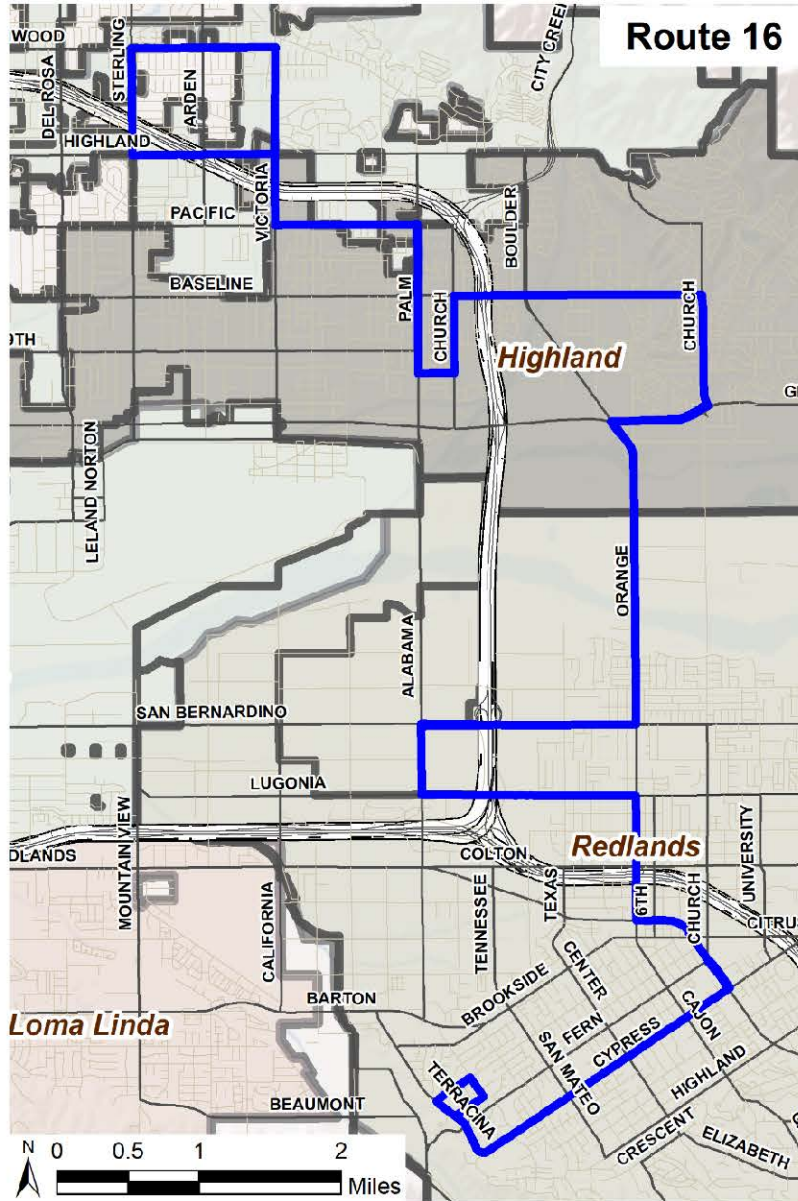 Route 16
WOOD
DEL ROSA
STERLING
ARDEN
HIGHLAND
CITY CREE
VICTORIA
PACIFIC
BOULDER
BASELINE
PALM
CHURCH
CHURCH
9TH
Highland
G
LELAND NORTON
ORANGE
ALABAMA
SAN BERNARDINO
LUGONIA
MOUNTAIN VIEW
DLANDS
COLTON
Redlands
CALIFORNIA
TENNESSEE
TEXAS
6TH
CHURCH
UNIVERSITY
CITRU
BARTON
BROOKSIDE
CENTER
CAJON
Loma Linda
FERN
CYPRESS
SAN MATEO
HIGHLAND
TERRACINA
BEAUMONT
CRESCENT
ELIZABETH
N
0 0.5 1 2
Miles